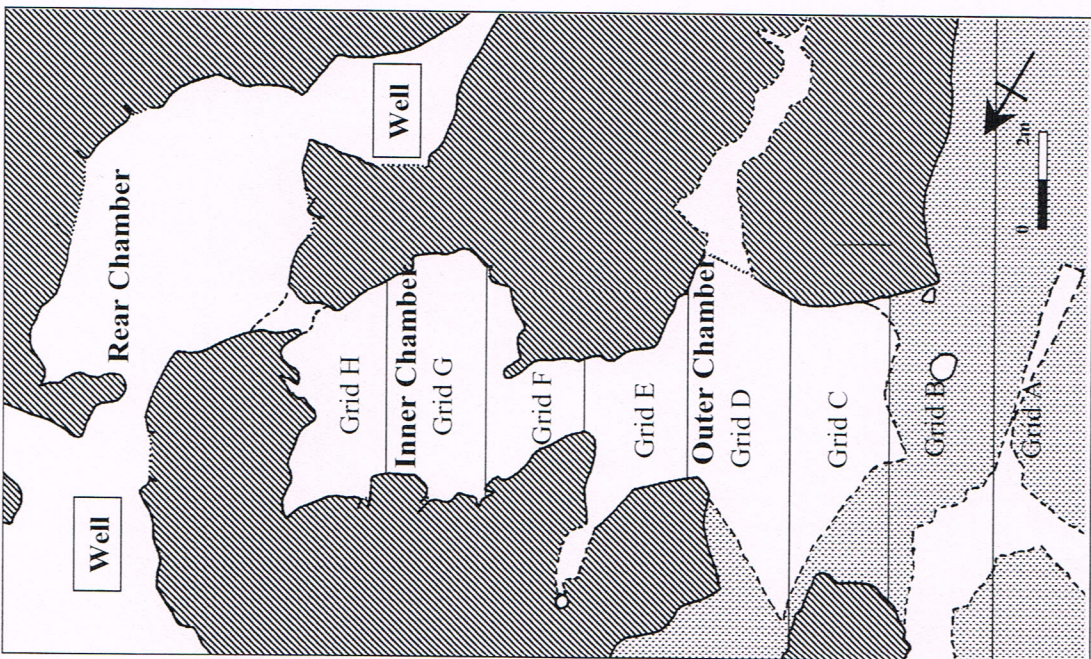 Well
Rear Chamber
Well
Grid H
Inner Chamber
Grid G
Grid F
Grid E
Outer Chamber
Grid D
Grid C
Grid B
Grid A
0
2m